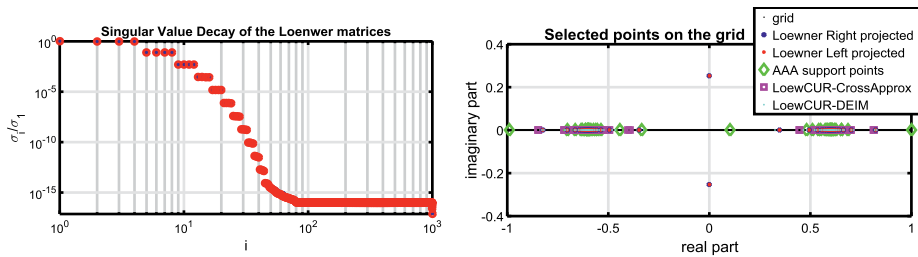 Singular Value Decay of the Loenwer matrices
10^0
10^-5
10^-10
10^-15
σ_i/σ_1
10^0
10^1
10^2
10^3
i
Selected points on the grid
0.4
0.2
0
-0.2
-0.4
imaginary part
-1
-0.5
0
0.5
1
real part
grid
Loewner Right projected
Loewner Left projected
AAA support points
LoewCUR-CrossApprox
LoewCUR-DEIM